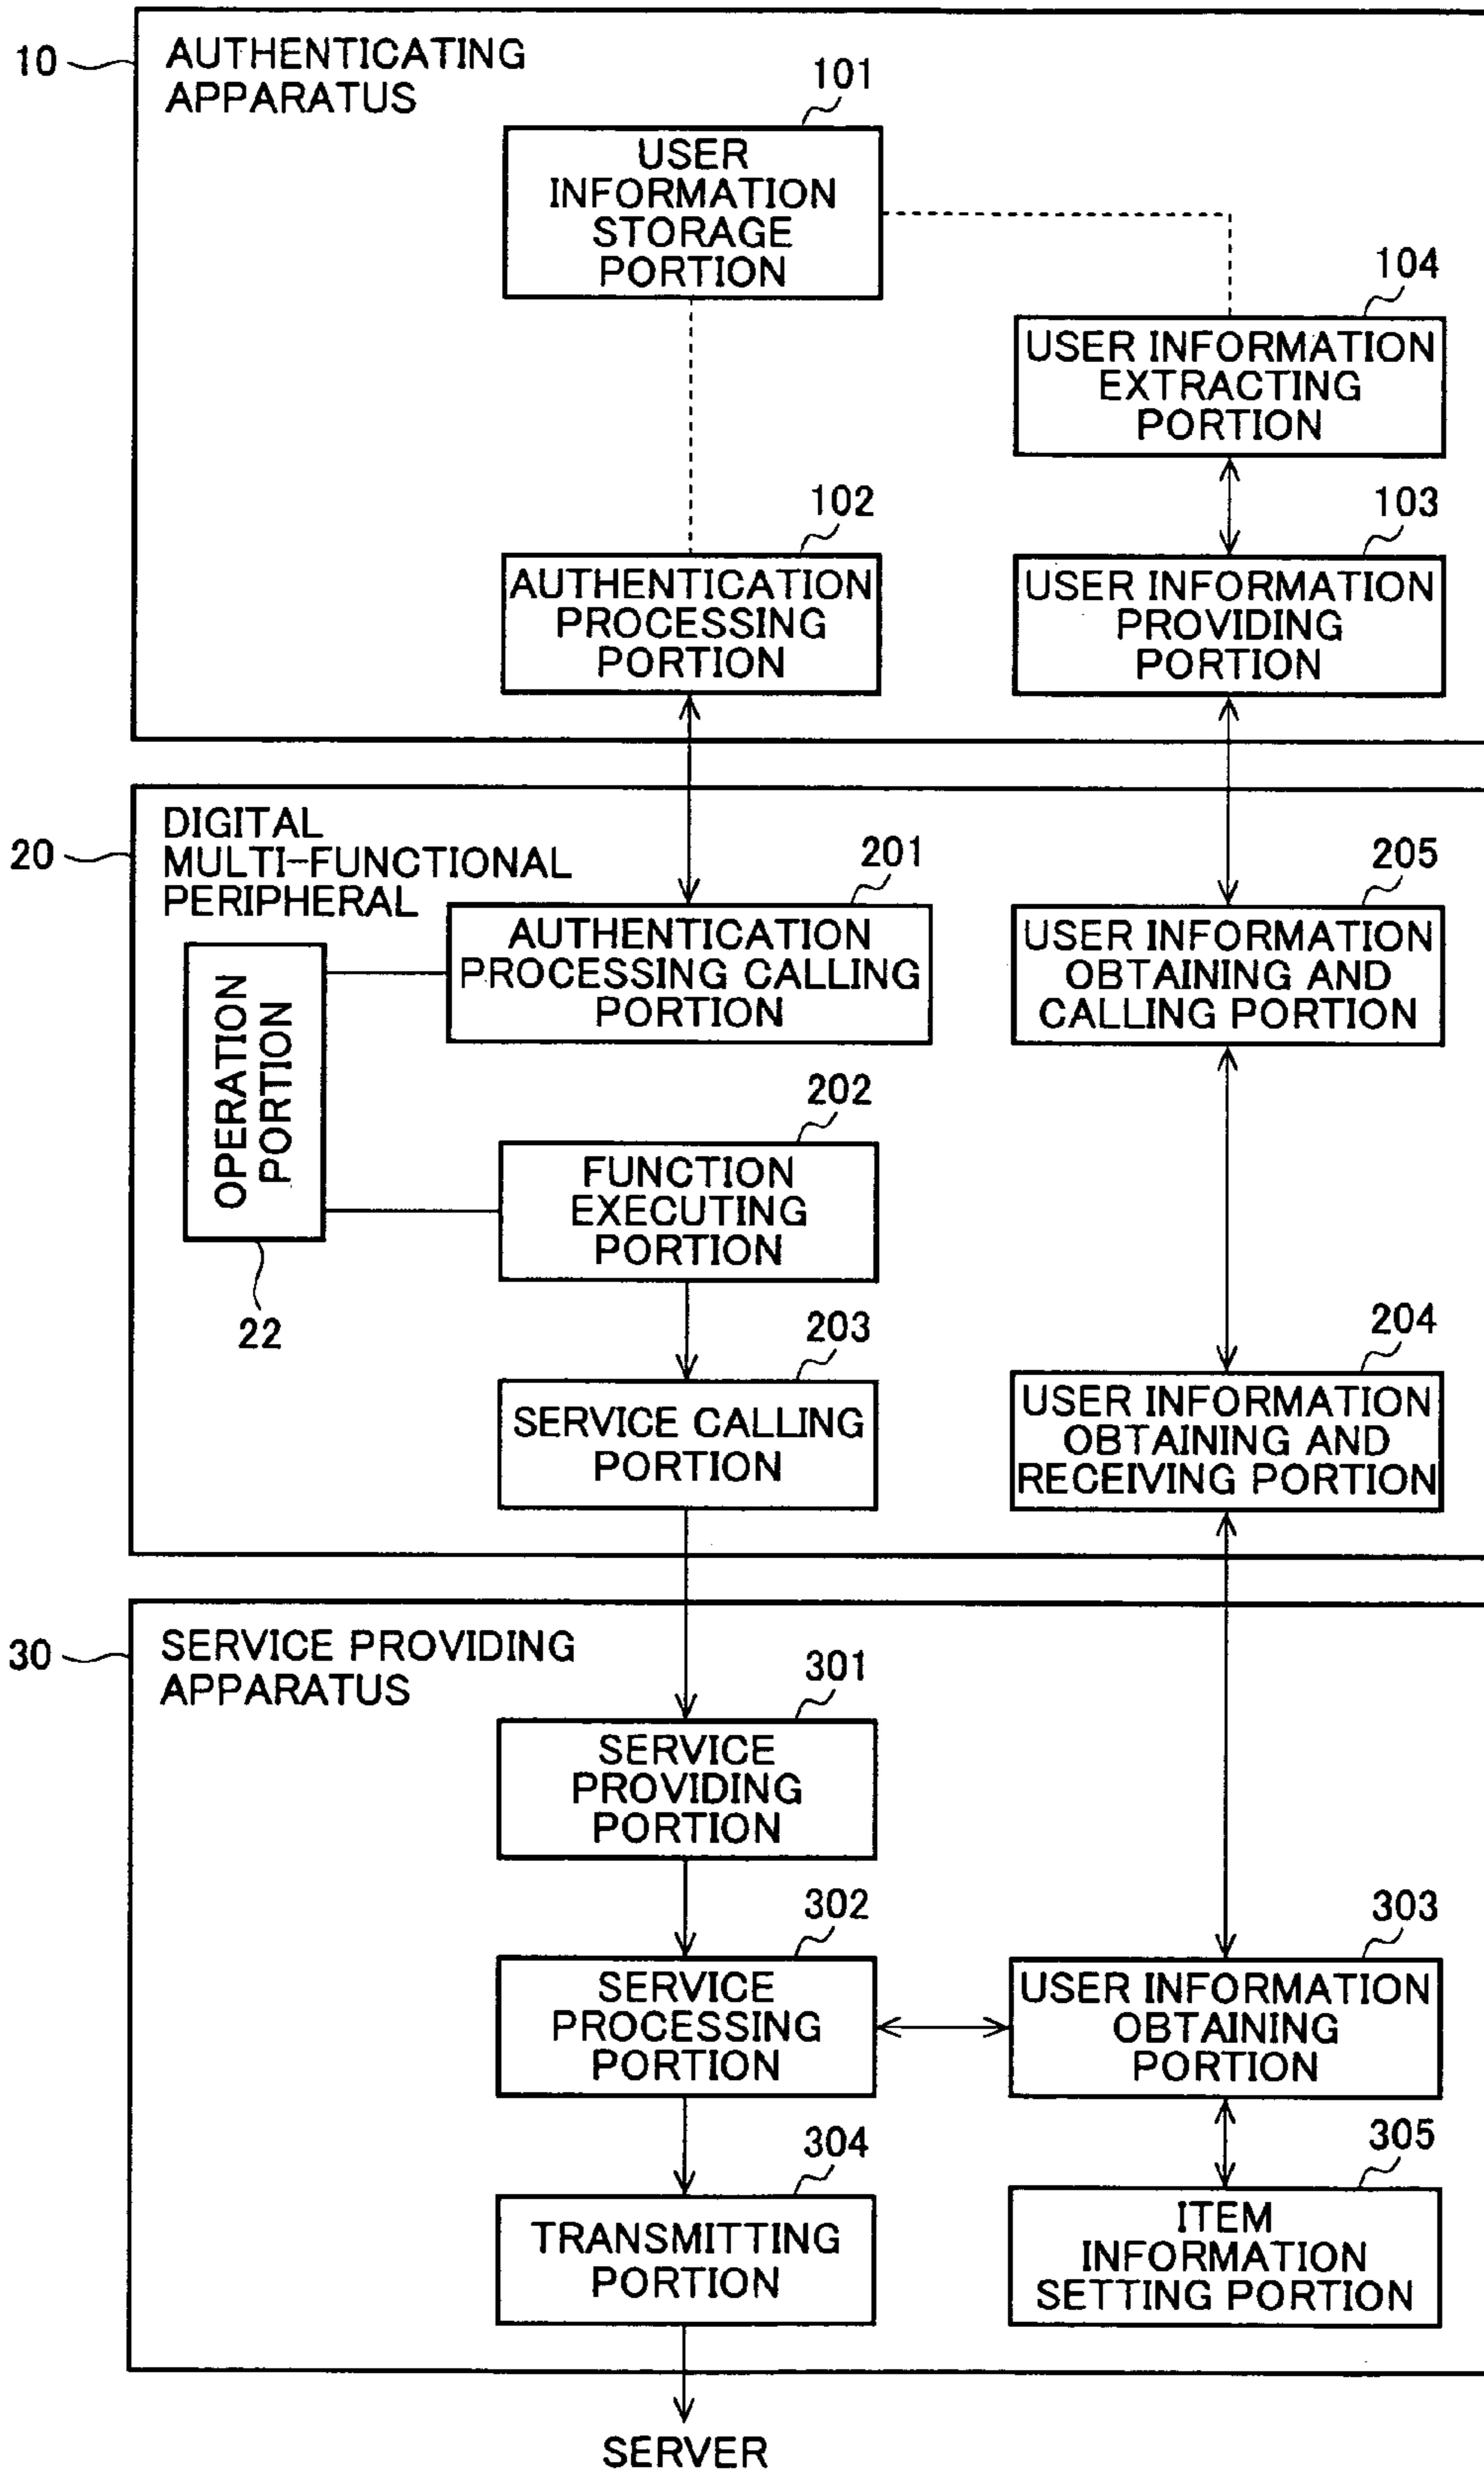 10
AUTHENTICATING
APPARATUS
101
USER
INFORMATION
STORAGE
PORTION
104
USER INFORMATION
EXTRACTING
PORTION
102
AUTHENTICATION
PROCESSING
PORTION
103
USER INFORMATION
PROVIDING
PORTION
20
DIGITAL
MULTI-FUNCTIONAL
PERIPHERAL
201
AUTHENTICATION
PROCESSING CALLING
PORTION
205
USER INFORMATION
OBTAINING AND
CALLING PORTION
OPERATION
PORTION
22
202
FUNCTION
EXECUTING
PORTION
203
SERVICE CALLING
PORTION
204
USER INFORMATION
OBTAINING AND
RECEIVING PORTION
30
SERVICE PROVIDING
APPARATUS
301
SERVICE
PROVIDING
PORTION
302
SERVICE
PROCESSING
PORTION
303
USER INFORMATION
OBTAINING
PORTION
304
TRANSMITTING
PORTION
305
ITEM
INFORMATION
SETTING PORTION
SERVER